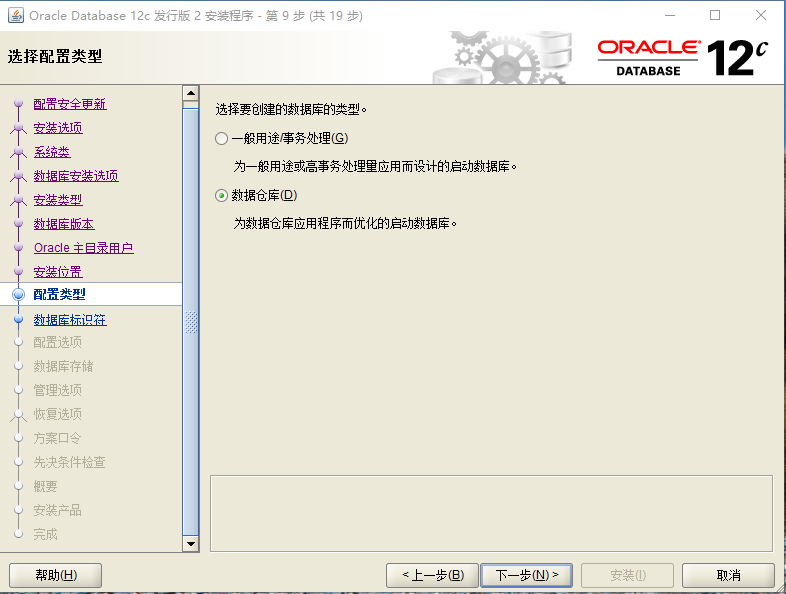 Oracle Database 12c 发行版 2 安装程序 - 第 9 步 (共 19 步)
选择配置类型
ORACLE®
DATABASE
12c
配置安全更新
安装选项
系统类
数据库安装选项
安装类型
数据库版本
Oracle 主目录用户
安装位置
配置类型
数据库标识符
配置选项
数据库存储
管理选项
恢复选项
方案口令
先决条件检查
概要
安装产品
完成
选择要创建的数据库的类型。
一般用途/事务处理(G)
为一般用途或高事务处理量应用而设计的启动数据库。
数据仓库(D)
为数据仓库应用程序而优化的启动数据库。
帮助(H)
< 上一步(B)
下一步(N) >
安装(I)
取消